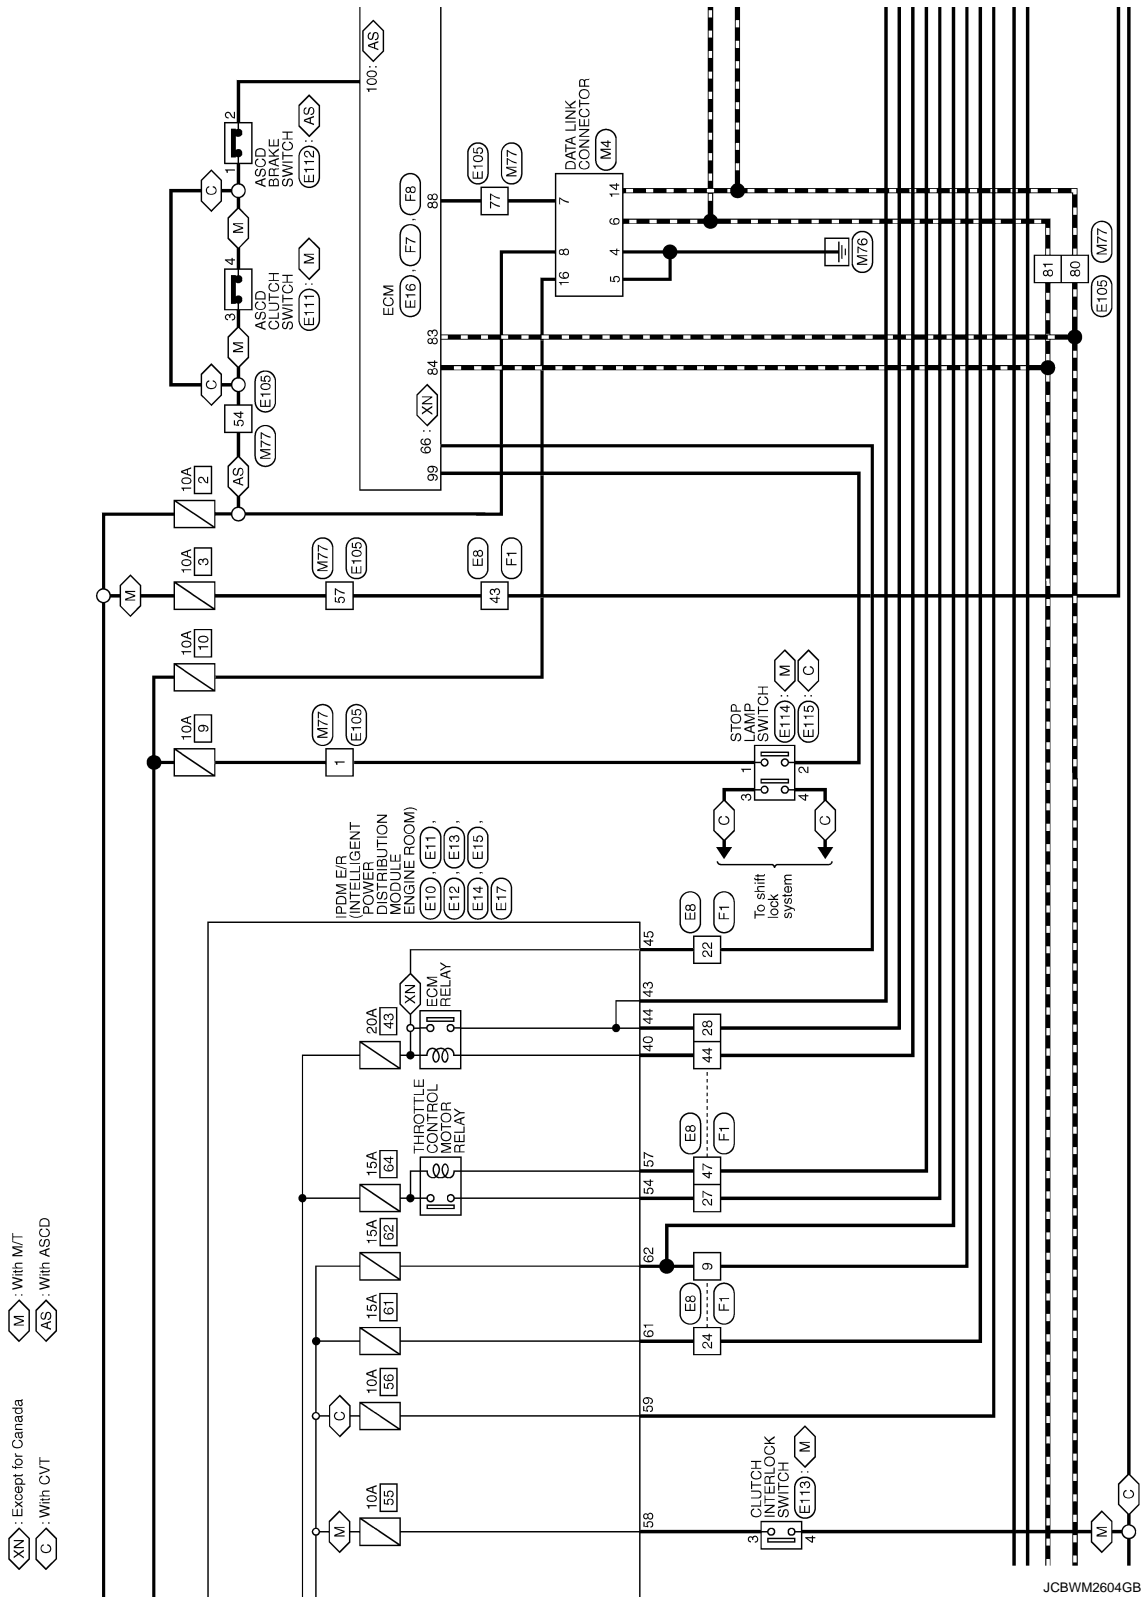 XN : Except for Canada
M : With M/T
C : With CVT
AS : With ASCD
10A
2
10A
3
10A
10
10A
9
AS
M77
54
E105
C
M
3
4
ASCD
CLUTCH
SWITCH
E111 : M
M
C
1
2
ASCD
BRAKE
SWITCH
E112 : AS
100 : AS
ECM
E16 , F7 , F8
88
83
84
66 : XN
99
E105
M77
77
DATA LINK
CONNECTOR
M4
7
8
16
14
6
4
5
M76
81
80
M77
E105
M
M77
E105
57
E8
F1
43
M77
E105
1
STOP
LAMP
SWITCH
E114 : M
E115 : C
1
2
3
4
C
C
To shift
lock
system
IPDM E/R
(INTELLIGENT
POWER
DISTRIBUTION
MODULE
ENGINE ROOM)
E10 , E11 ,
E12 , E13 ,
E14 , E15 ,
E17
20A
43
XN
ECM
RELAY
45
43
44
40
E8
F1
22
28
44
15A
64
THROTTLE
CONTROL
MOTOR
RELAY
57
54
E8
F1
47
27
15A
62
62
9
E8
F1
15A
61
61
24
10A
56
C
59
10A
55
M
58
CLUTCH
INTERLOCK
SWITCH
E113 : M
3
4
M
C
JCBWM2604GB